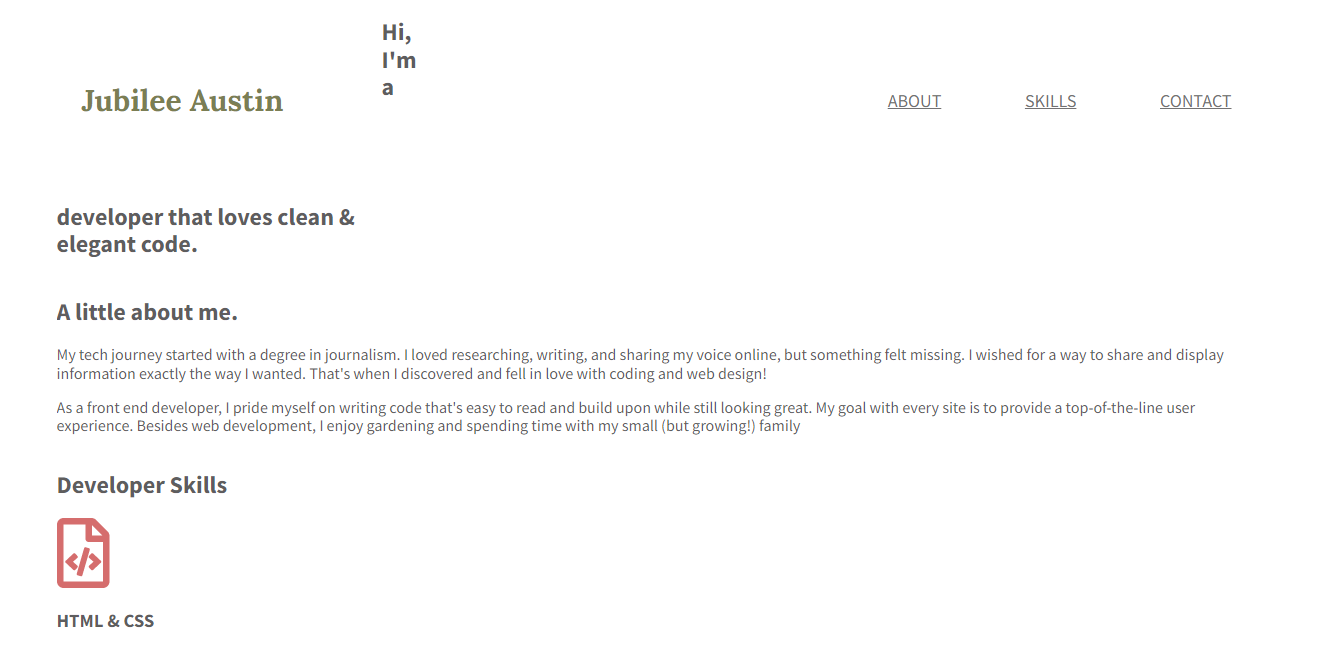 Hi,
I'm
a
Jubilee Austin
ABOUT SKILLS CONTACT
developer that loves clean &
elegant code.
A little about me.
My tech journey started with a degree in journalism. I loved researching, writing, and sharing my voice online, but something felt missing. I wished for a way to share and display
information exactly the way I wanted. That's when I discovered and fell in love with coding and web design!
As a front end developer, I pride myself on writing code that's easy to read and build upon while still looking great. My goal with every site is to provide a top-of-the-line user
experience. Besides web development, I enjoy gardening and spending time with my small (but growing!) family
Developer Skills
</>
HTML & CSS